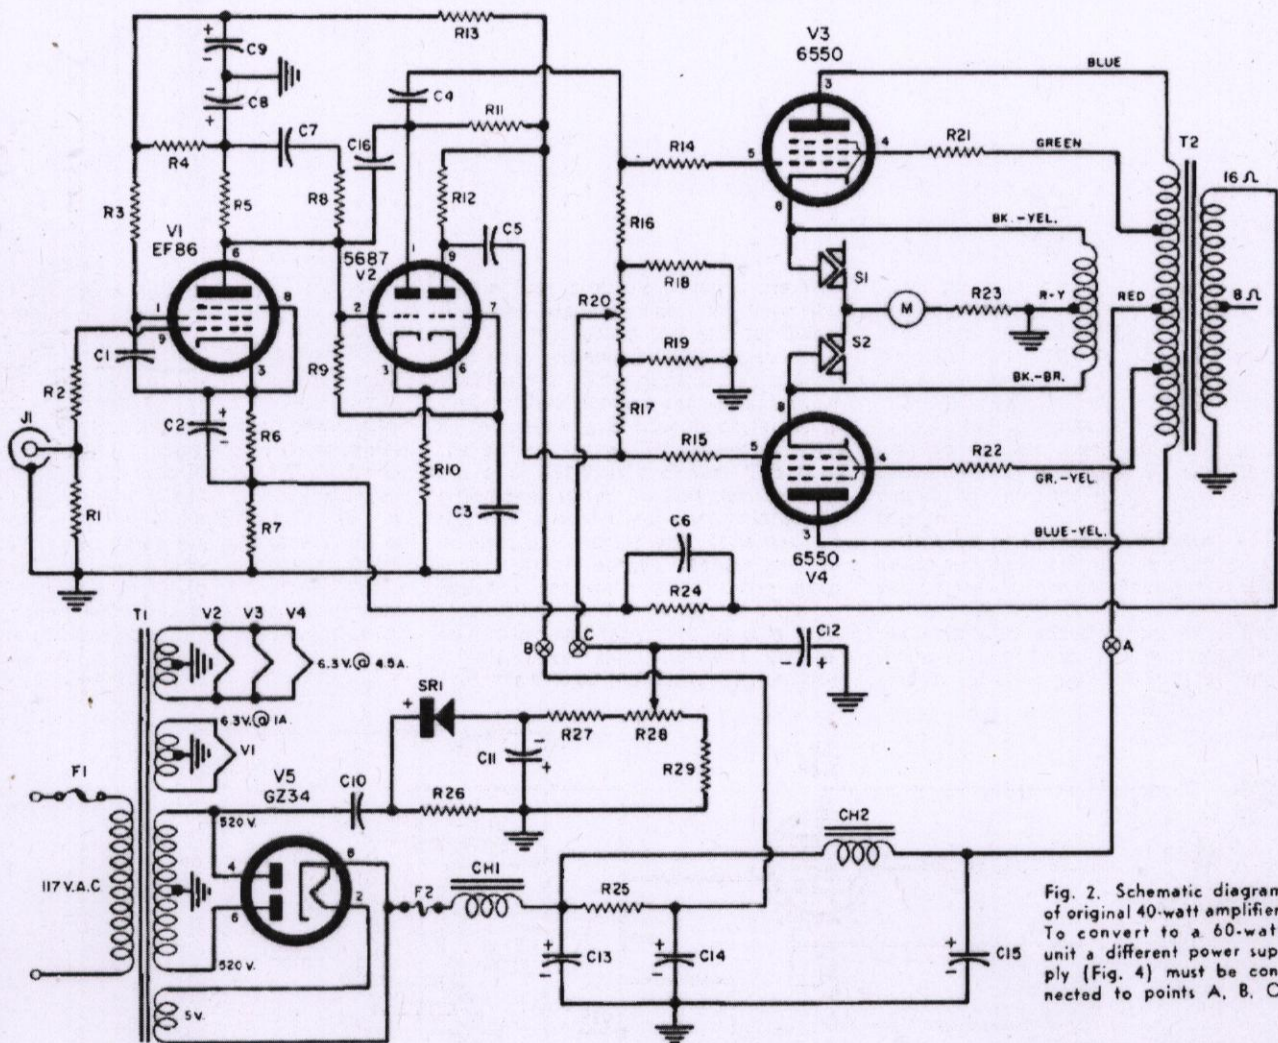 R13
V3
6550
BLUE
C9
3
C8
C4
R11
C7
C16
R4
R14
5
4
R21
GREEN
T2
16 Ω
R3
R5
R8
R12
C5
R16
8
BK.-YEL.
V1
EF86
6
5687
V2
1
9
S1
R18
R20
8
1
9
2
7
M
R23
R-Y
RED
8 Ω
C1
3
R9
3
6
R19
S2
BK.-BR.
R2
J1
C2
R6
R17
8
R10
R15
5
4
R22
GR.-YEL.
R1
R7
C3
C6
3
BLUE-YEL.
6550
V4
R24
T1
V2 V3 V4
6.3V.@ 4.5A.
B
C
C12
A
SR1
6.3V.@ 1A.
V1
R27
R28
C11
R29
F1
V5
GZ34
C10
R26
520 V.
CH2
4
8
117 V.A.C.
6
2
F2
CH1
R25
520 V.
C13
C14
C15
5V.
Fig. 2. Schematic diagram
of original 40-watt amplifier
To convert to a 60-wat
unit a different power sup-
ply (Fig. 4) must be con-
nected to points A, B, C